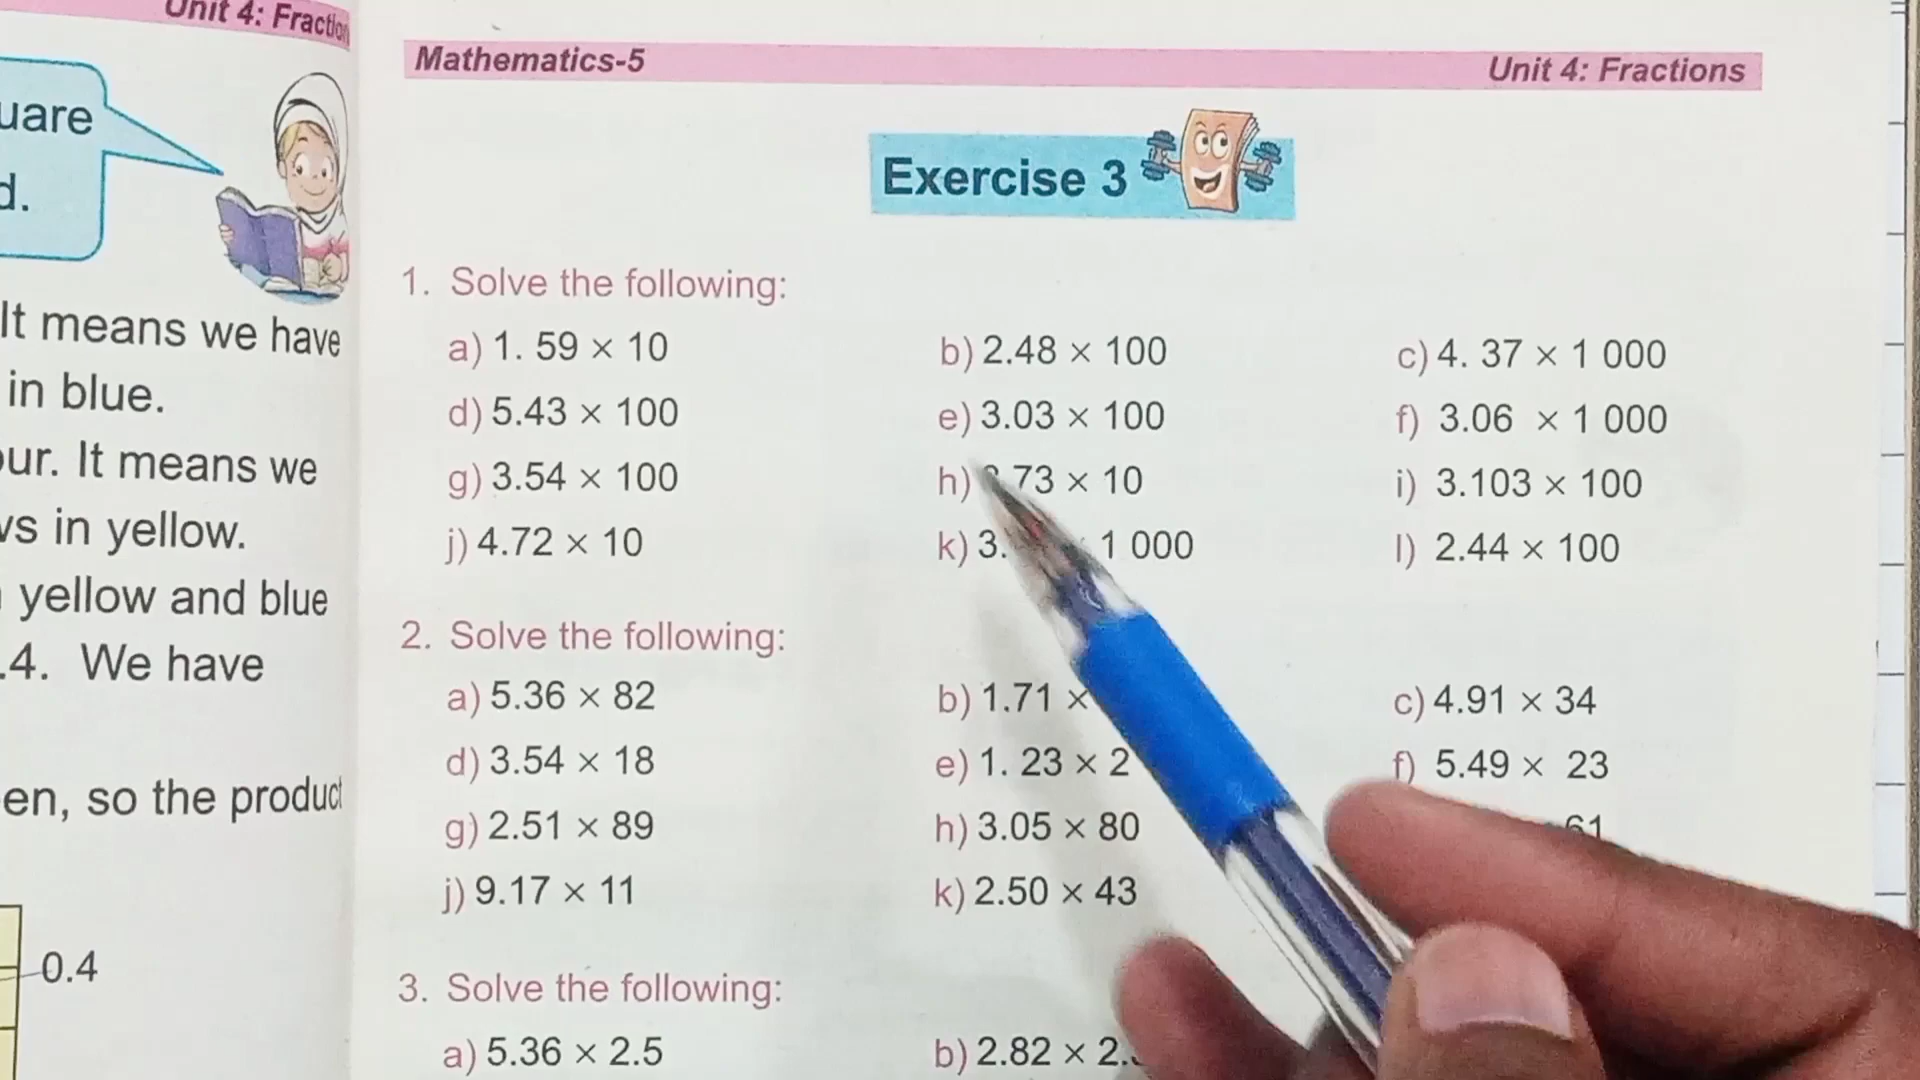 Unit 4: Fraction
uare
d.
It means we have
in blue.
our. It means we
ws in yellow.
yellow and blue
.4. We have
en, so the product
0.4
Mathematics-5
Unit 4: Fractions
Exercise 3
1. Solve the following:
a) 1. 59 × 10 b) 2.48 × 100 c) 4. 37 × 1 000
d) 5.43 × 100 e) 3.03 × 100 f) 3.06 × 1 000
g) 3.54 × 100 h) .73 × 10 i) 3.103 × 100
j) 4.72 × 10 k) 3. 1 000 l) 2.44 × 100
2. Solve the following:
a) 5.36 × 82 b) 1.71 × c) 4.91 × 34
d) 3.54 × 18 e) 1. 23 × 2 f) 5.49 × 23
g) 2.51 × 89 h) 3.05 × 80 61
j) 9.17 × 11 k) 2.50 × 43
3. Solve the following:
a) 5.36 × 2.5 b) 2.82 × 2.